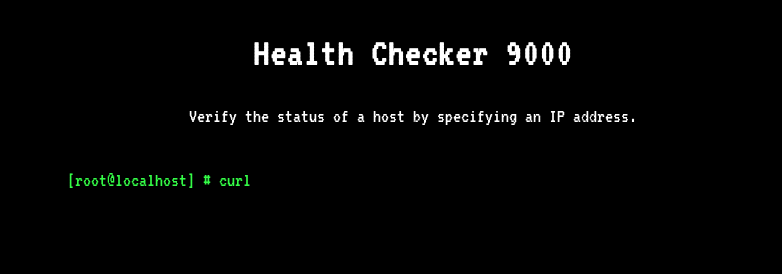 Health Checker 9000
Verify the status of a host by specifying an IP address.
[root@localhost] # curl